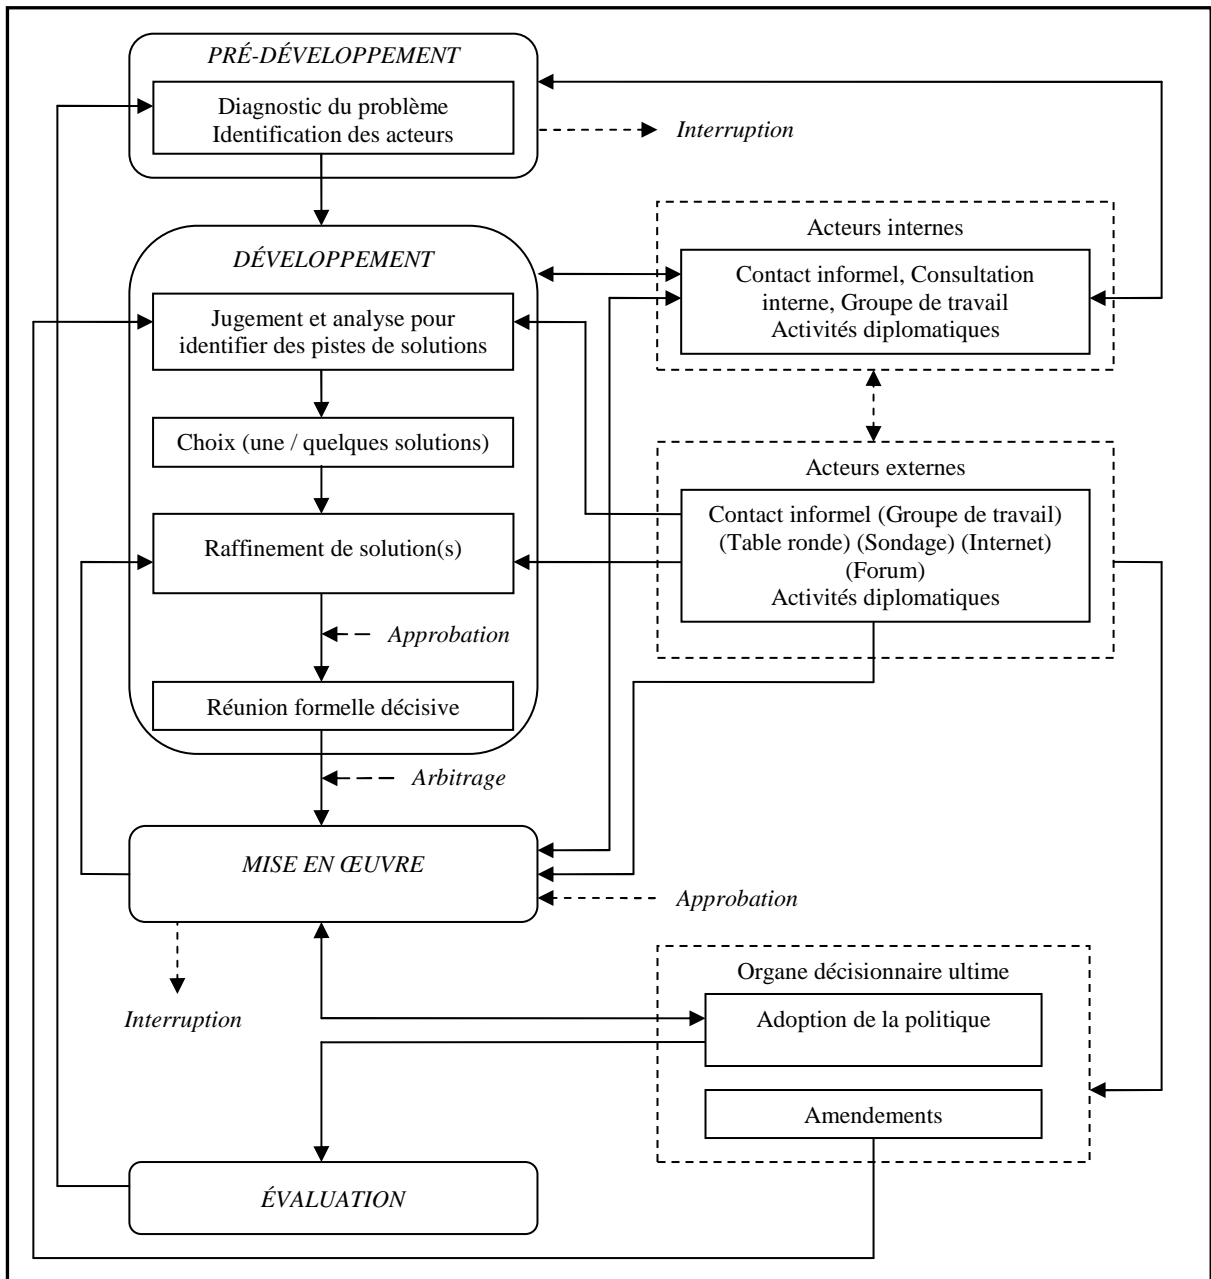 PRÉ-DÉVELOPPEMENT
Diagnostic du problème
Identification des acteurs
Interruption
Acteurs internes
Contact informel, Consultation
interne, Groupe de travail
Activités diplomatiques
DÉVELOPPEMENT
Jugement et analyse pour
identifier des pistes de solutions
Choix (une / quelques solutions)
Raffinement de solution(s)
Approbation
Réunion formelle décisive
Arbitrage
Acteurs externes
Contact informel (Groupe de travail)
(Table ronde) (Sondage) (Internet)
(Forum)
Activités diplomatiques
MISE EN ŒUVRE
Approbation
Interruption
Organe décisionnaire ultime
Adoption de la politique
Amendements
ÉVALUATION